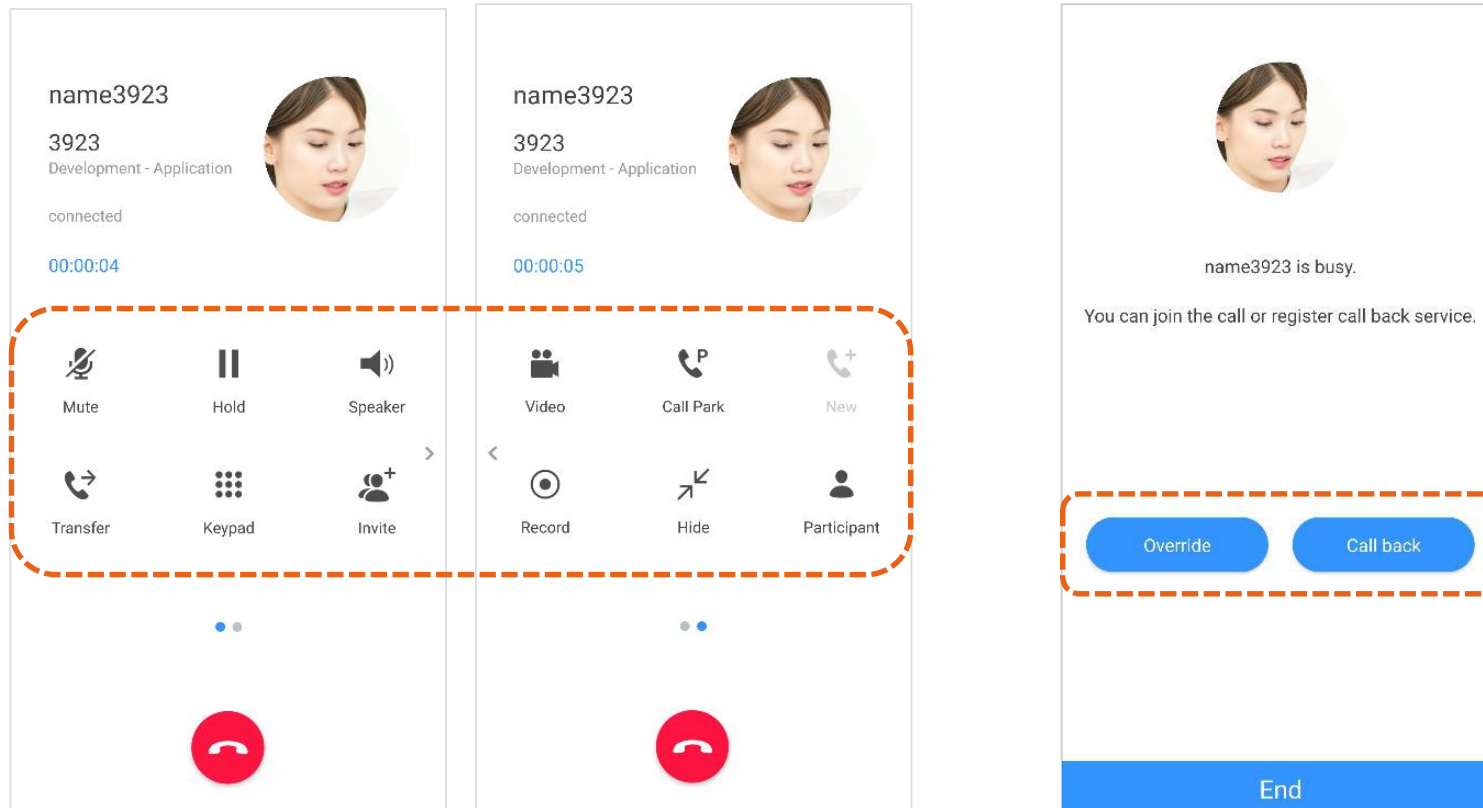 name3923
3923
Development - Application
connected
00:00:04
Mute Hold Speaker
Transfer Keypad Invite
name3923
3923
Development - Application
connected
00:00:05
Video Call Park New
Record Hide Participant
name3923 is busy.
You can join the call or register call back service.
Override Call back
End